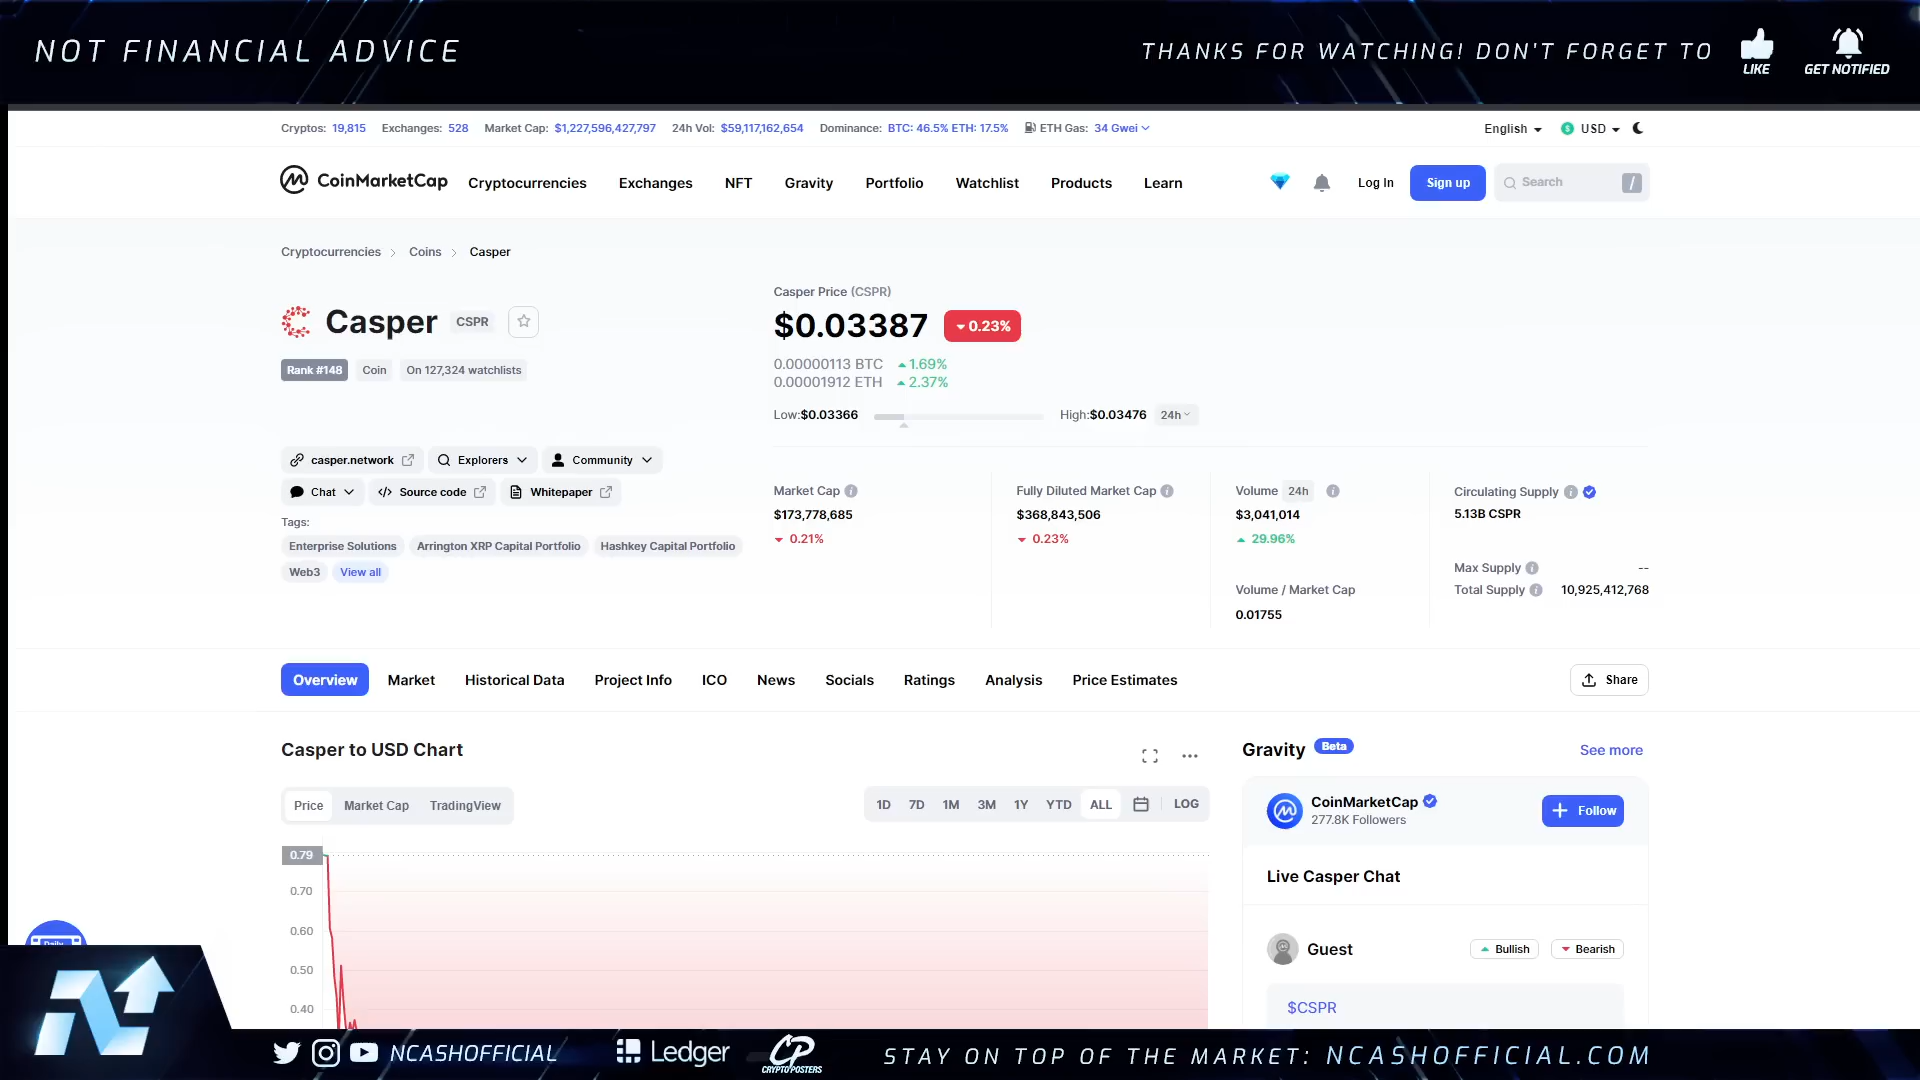 NOT FINANCIAL ADVICE
THANKS FOR WATCHING! DON'T FORGET TO
LIKE
GET NOTIFIED
Cryptos: 19,815 Exchanges: 528 Market Cap: $1,227,596,427,797 24h Vol: $59,117,162,654 Dominance: BTC: 46.5% ETH: 17.5% ETH Gas: 34 Gwei
English USD
CoinMarketCap Cryptocurrencies Exchanges NFT Gravity Portfolio Watchlist Products Learn
Log In Sign up Search /
Cryptocurrencies > Coins > Casper
Casper CSPR
Rank #148 Coin On 127,324 watchlists
casper.network Explorers Community
Chat Source code Whitepaper
Tags:
Enterprise Solutions Arrington XRP Capital Portfolio Hashkey Capital Portfolio
Web3 View all
Casper Price (CSPR)
$0.03387 0.23%
0.00000113 BTC 1.69%
0.00001912 ETH 2.37%
Low:$0.03366 High:$0.03476 24h
Market Cap
$173,778,685
0.21%
Fully Diluted Market Cap
$368,843,506
0.23%
Volume 24h
$3,041,014
29.96%
Volume / Market Cap
0.01755
Circulating Supply
5.13B CSPR
Max Supply --
Total Supply 10,925,412,768
Overview Market Historical Data Project Info ICO News Socials Ratings Analysis Price Estimates
Share
Casper to USD Chart
Price Market Cap TradingView
1D 7D 1M 3M 1Y YTD ALL LOG
0.79
0.70
0.60
0.50
0.40
Gravity Beta See more
CoinMarketCap
277.8K Followers
+ Follow
Live Casper Chat
Guest Bullish Bearish
$CSPR
Daily
NCASHOFFICIAL
Ledger
CP
CRYPTO POSTERS
STAY ON TOP OF THE MARKET: NCASHOFFICIAL.COM